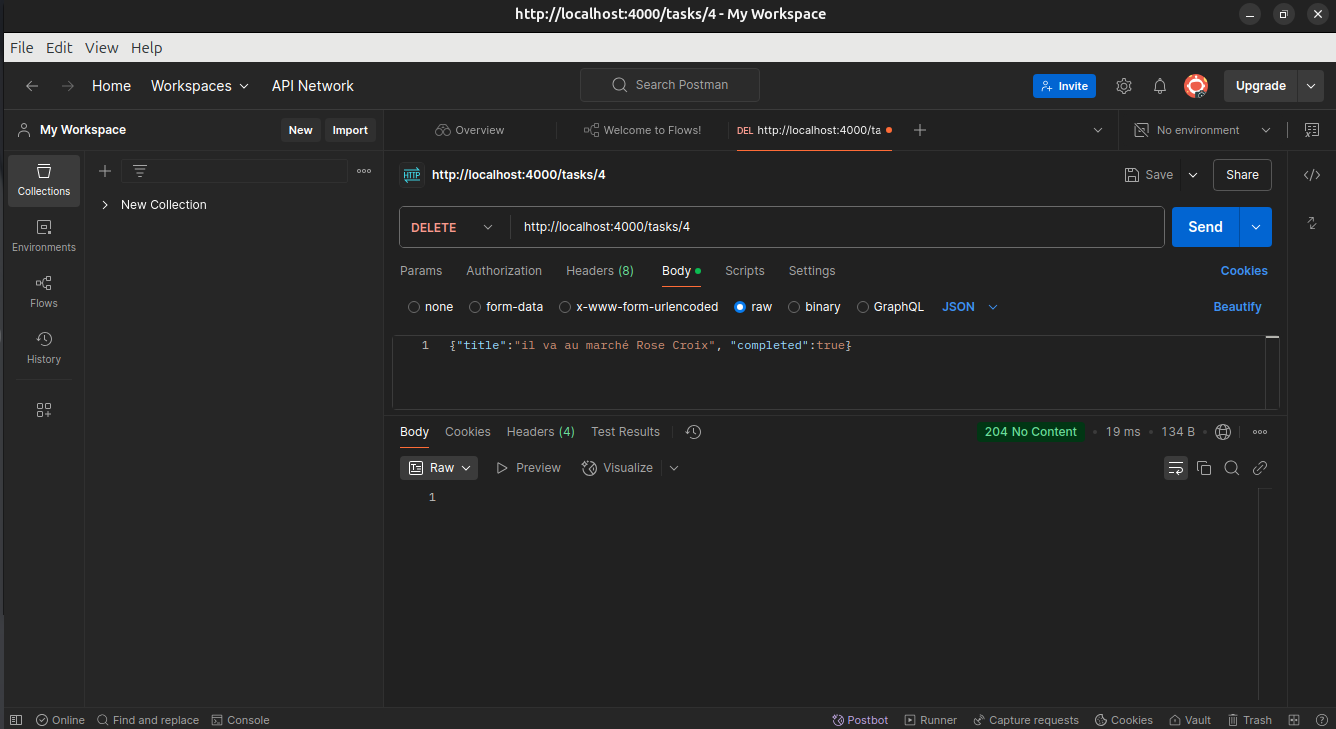 http://localhost:4000/tasks/4 - My Workspace
File Edit View Help
Home Workspaces API Network Search Postman Invite Upgrade
My Workspace New Import Overview Welcome to Flows! DEL http://localhost:4000/ta No environment
Collections
New Collection
Environments
Flows
History
HTTP http://localhost:4000/tasks/4 Save Share
DELETE http://localhost:4000/tasks/4 Send
Params Authorization Headers (8) Body Scripts Settings Cookies
none form-data x-www-form-urlencoded raw binary GraphQL JSON Beautify
1 {"title":"il va au marché Rose Croix", "completed":true}
Body Cookies Headers (4) Test Results 204 No Content • 19 ms • 134 B •
Raw Preview Visualize
1
Online Find and replace Console Postbot Runner Capture requests Cookies Vault Trash